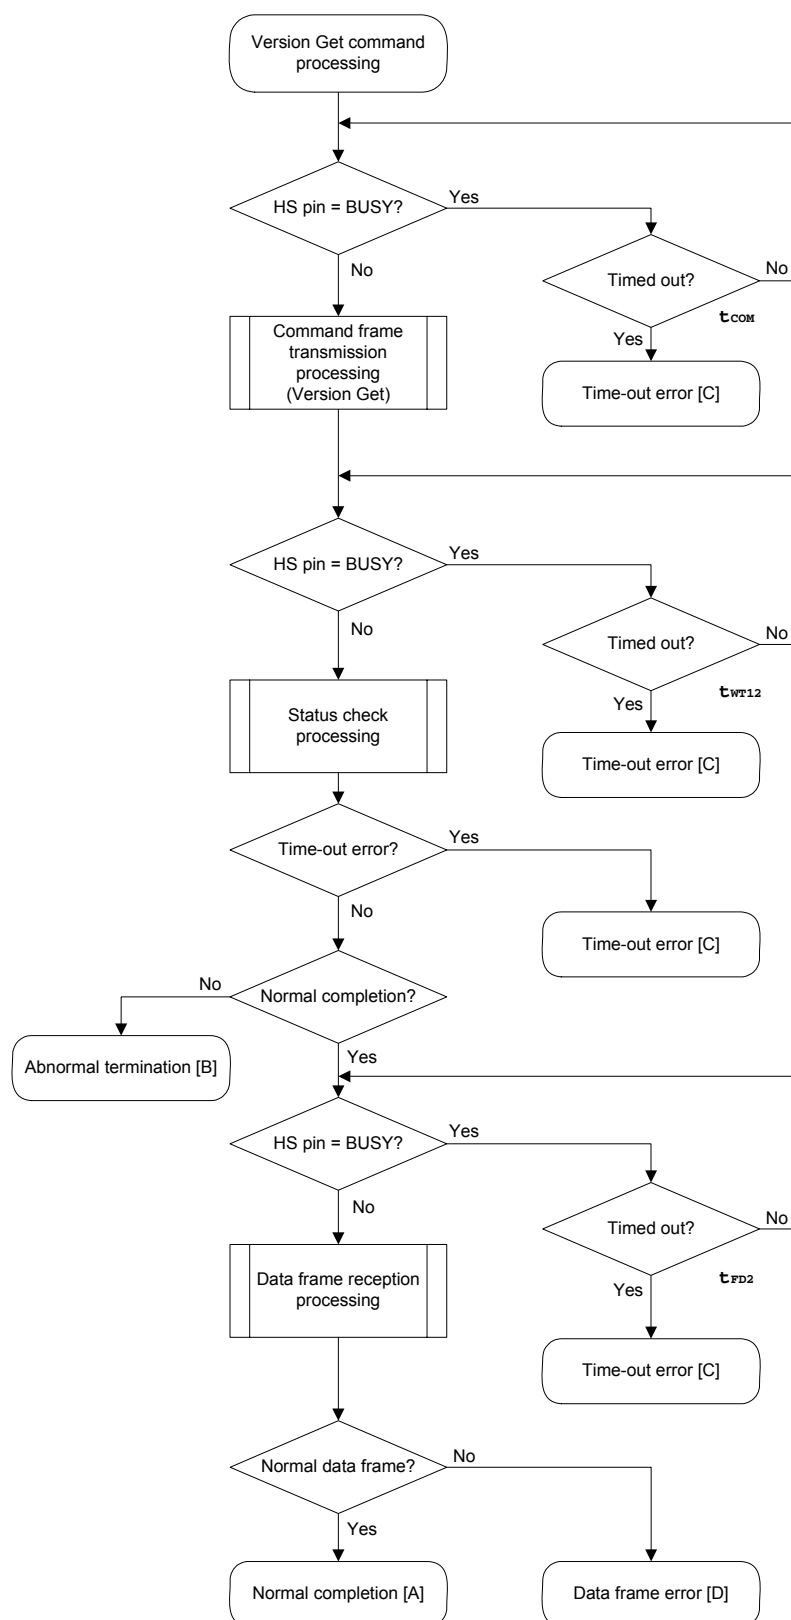 Version Get command
processing
HS pin = BUSY?
Yes
No
Timed out?
No
tCOM
Yes
Command frame
transmission
processing
(Version Get)
Time-out error [C]
HS pin = BUSY?
Yes
No
Timed out?
No
tWT12
Yes
Status check
processing
Time-out error [C]
Time-out error?
Yes
No
Time-out error [C]
Normal completion?
No
Abnormal termination [B]
Yes
HS pin = BUSY?
Yes
No
Timed out?
No
tFD2
Yes
Data frame reception
processing
Time-out error [C]
Normal data frame?
No
Yes
Normal completion [A]
Data frame error [D]